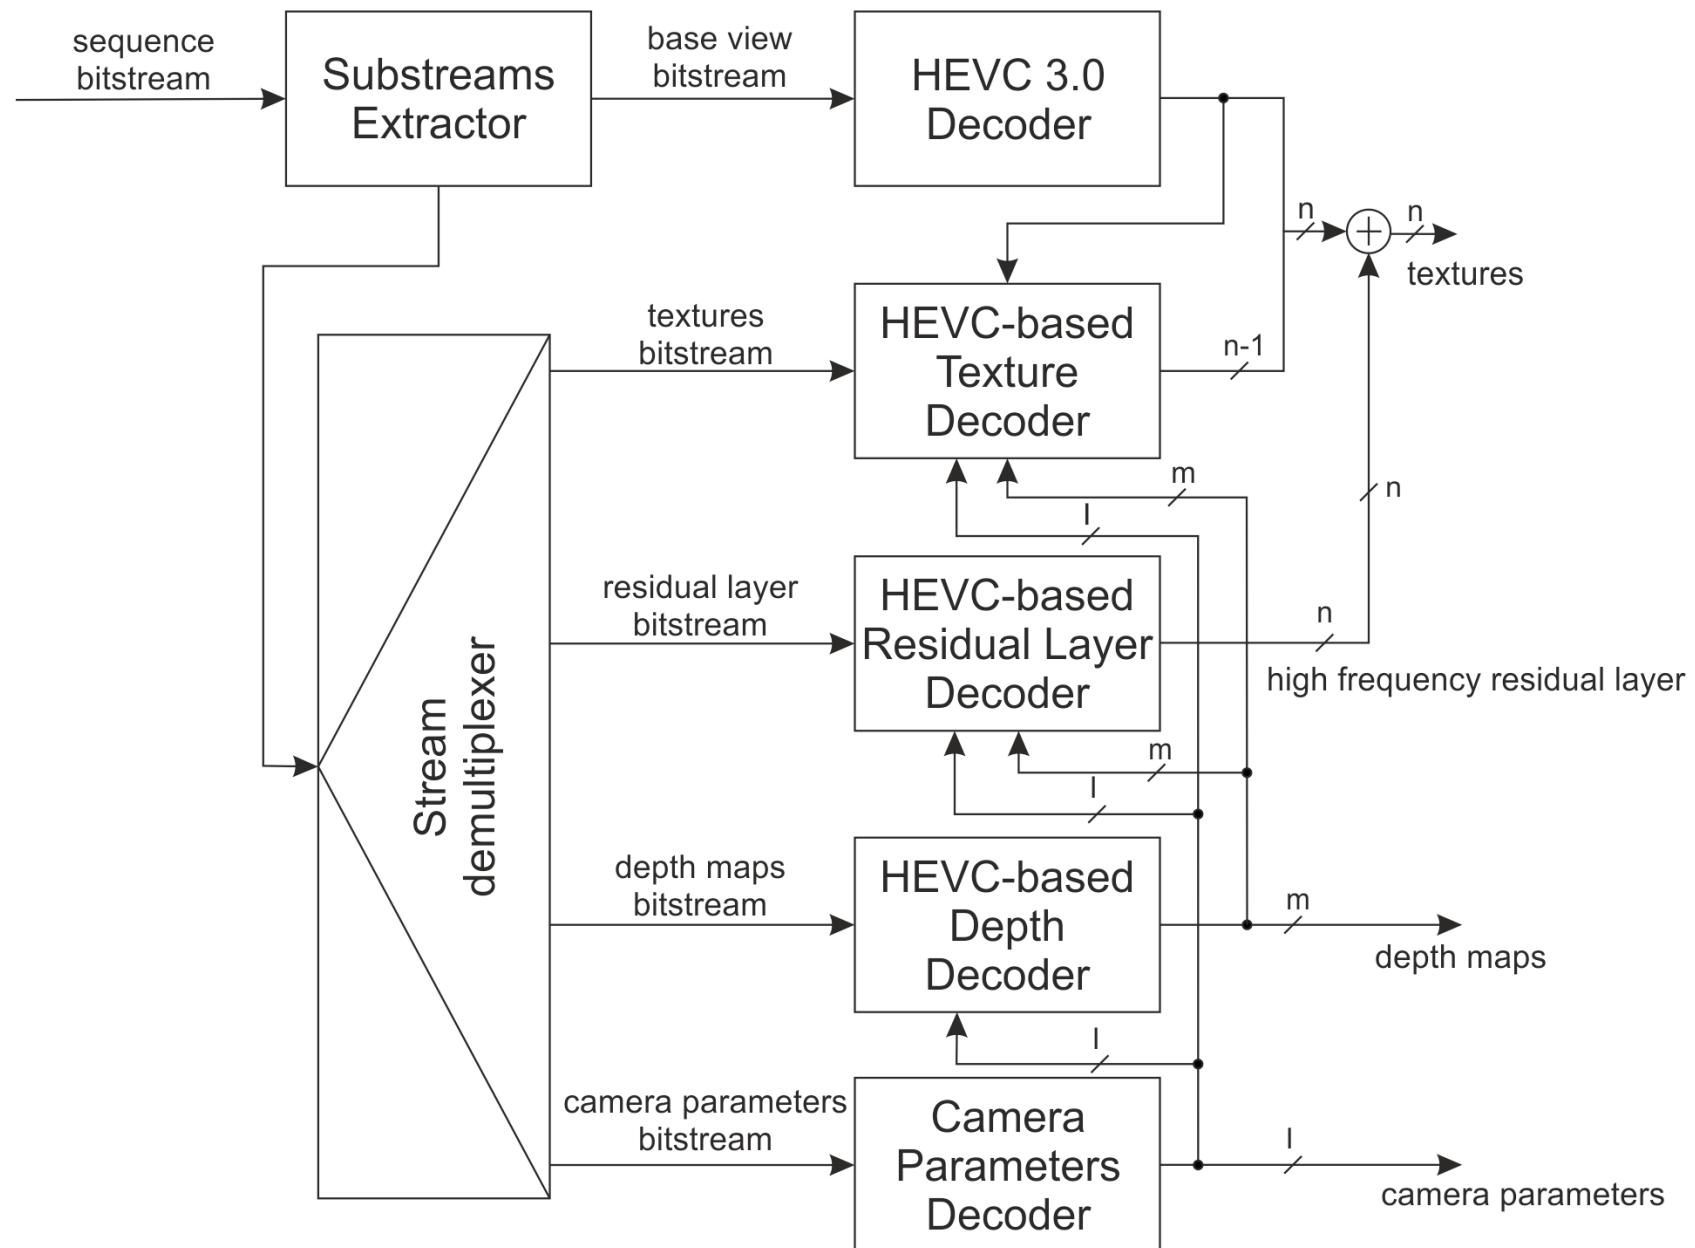 sequence
bitstream
Substreams
Extractor
base view
bitstream
HEVC 3.0
Decoder
n
n
textures
textures
bitstream
HEVC-based
Texture
Decoder
n-1
m
l
n
residual layer
bitstream
HEVC-based
Residual Layer
Decoder
n
high frequency residual layer
Stream
demultiplexer
m
l
depth maps
bitstream
HEVC-based
Depth
Decoder
m
depth maps
l
camera parameters
bitstream
Camera
Parameters
Decoder
l
camera parameters